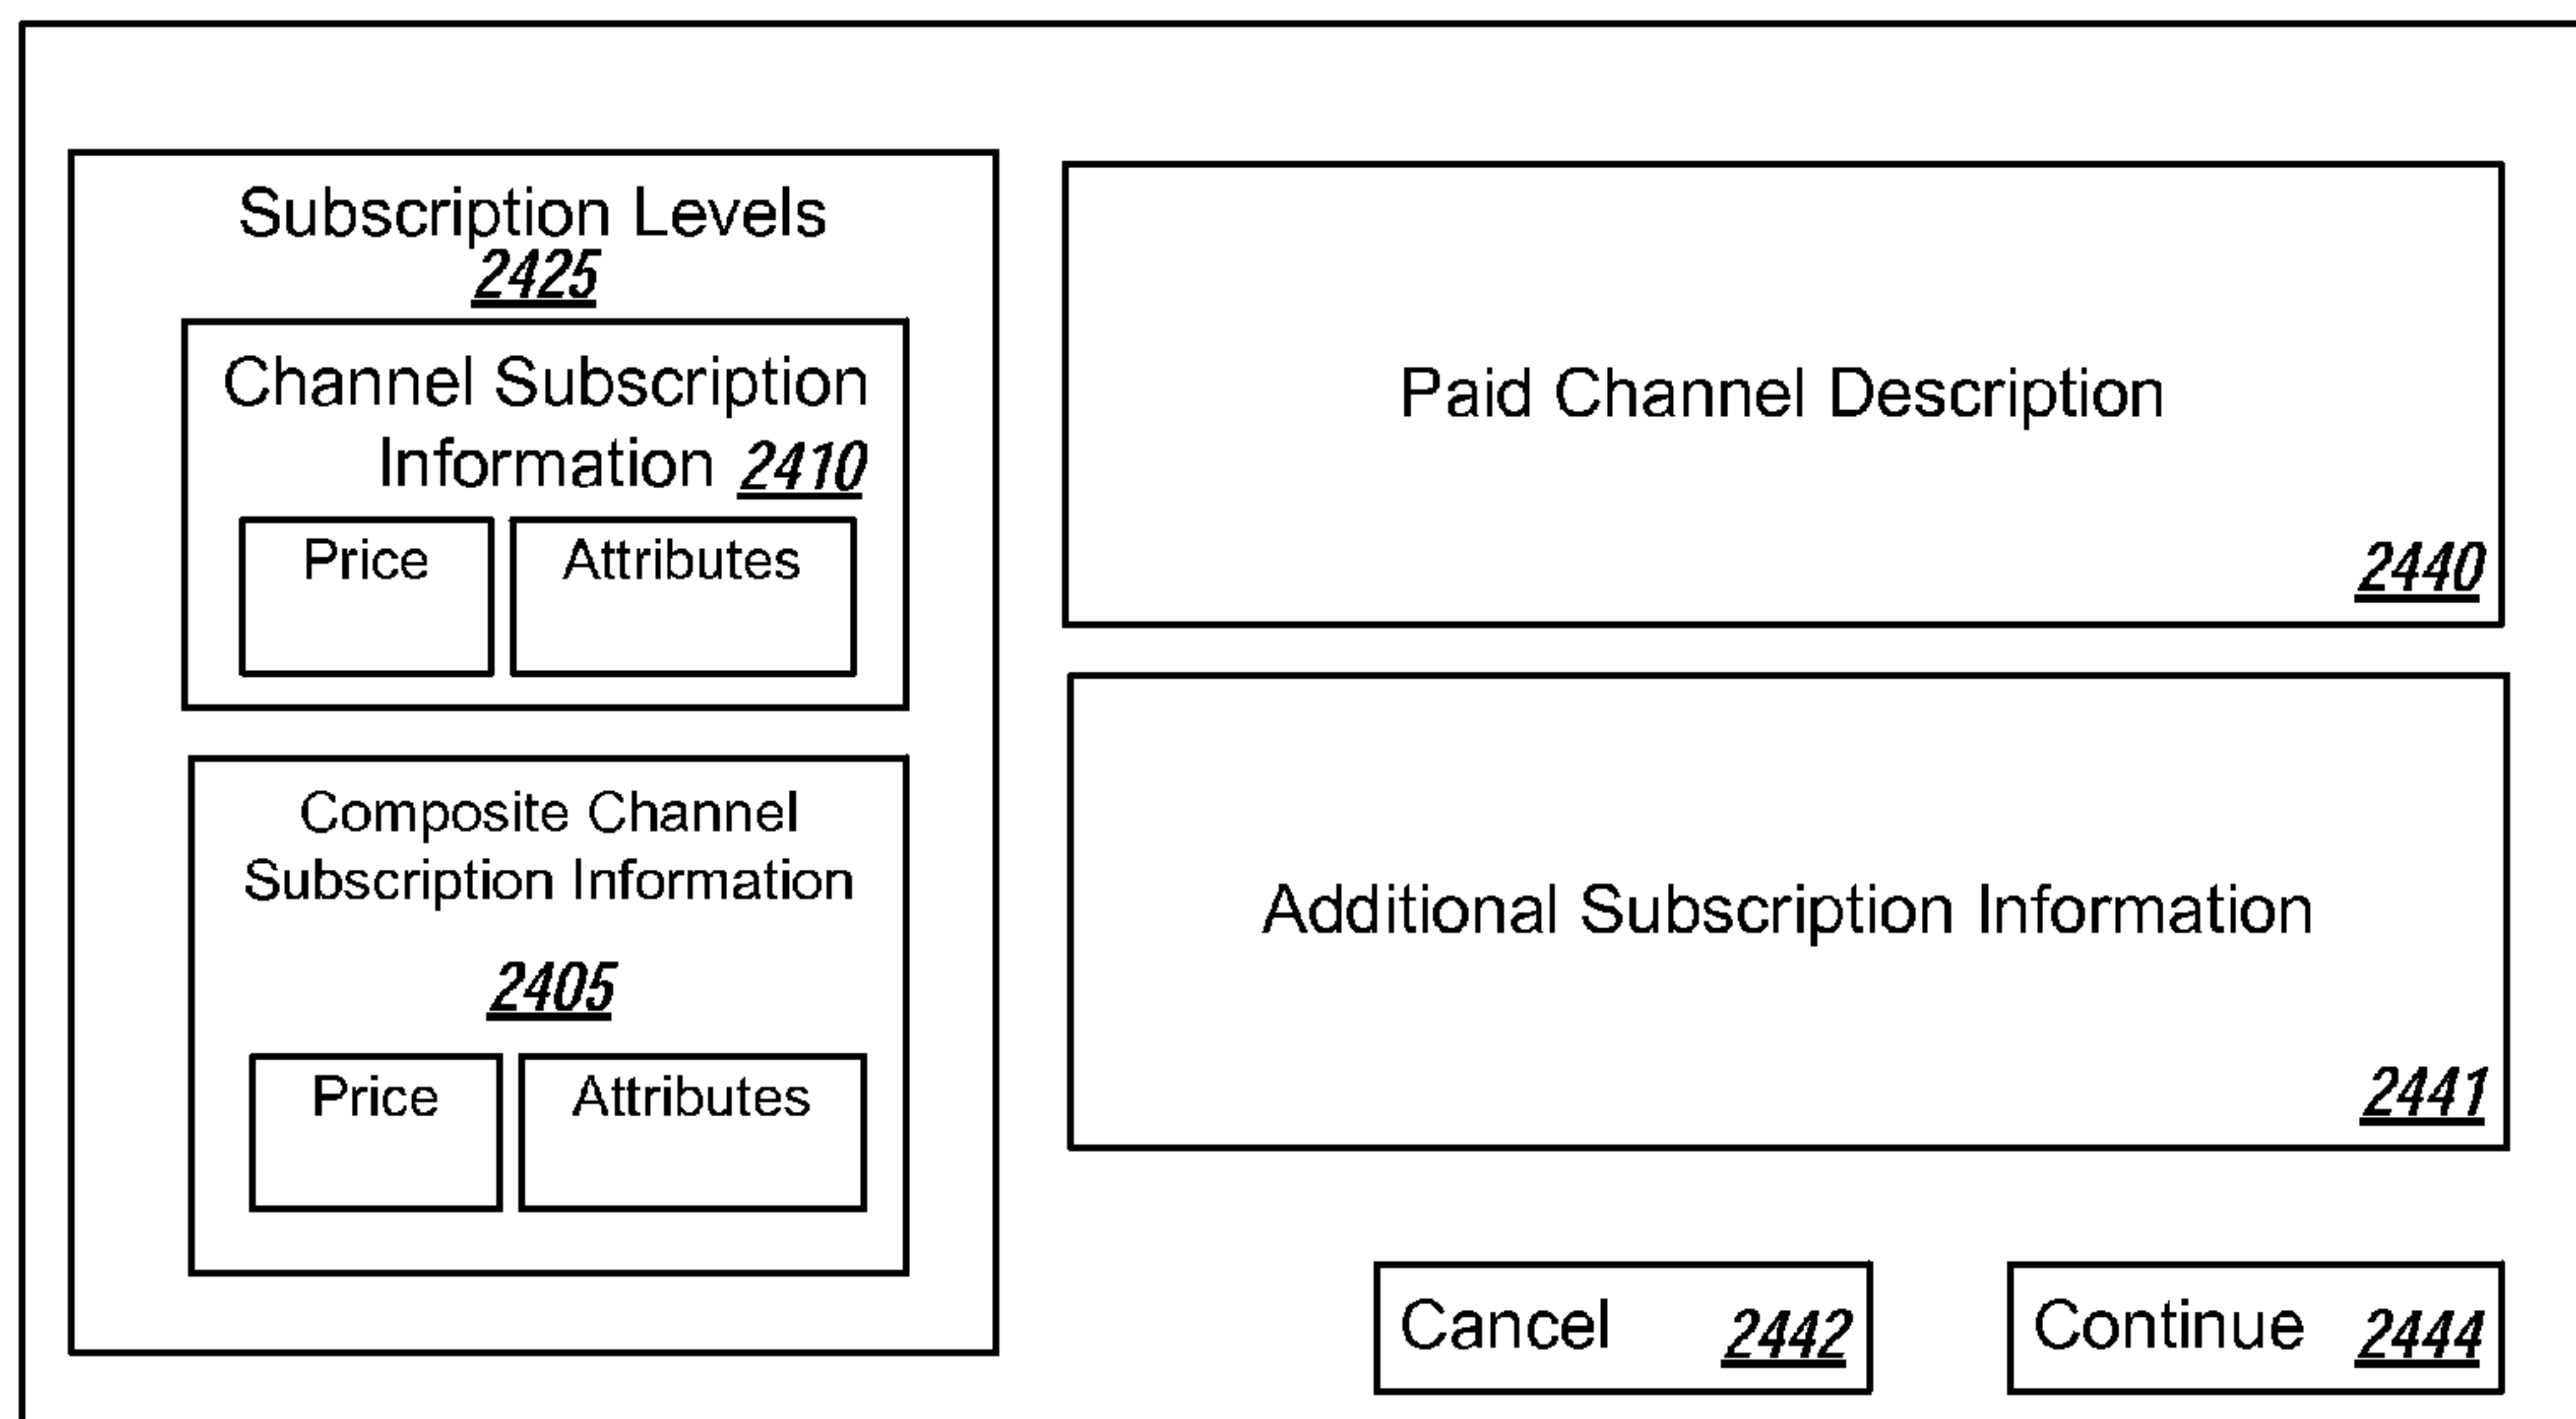 Subscription Levels
2425
Channel Subscription
Information 2410
Price Attributes
Composite Channel
Subscription Information
2405
Price Attributes
Paid Channel Description
2440
Additional Subscription Information
2441
Cancel 2442
Continue 2444